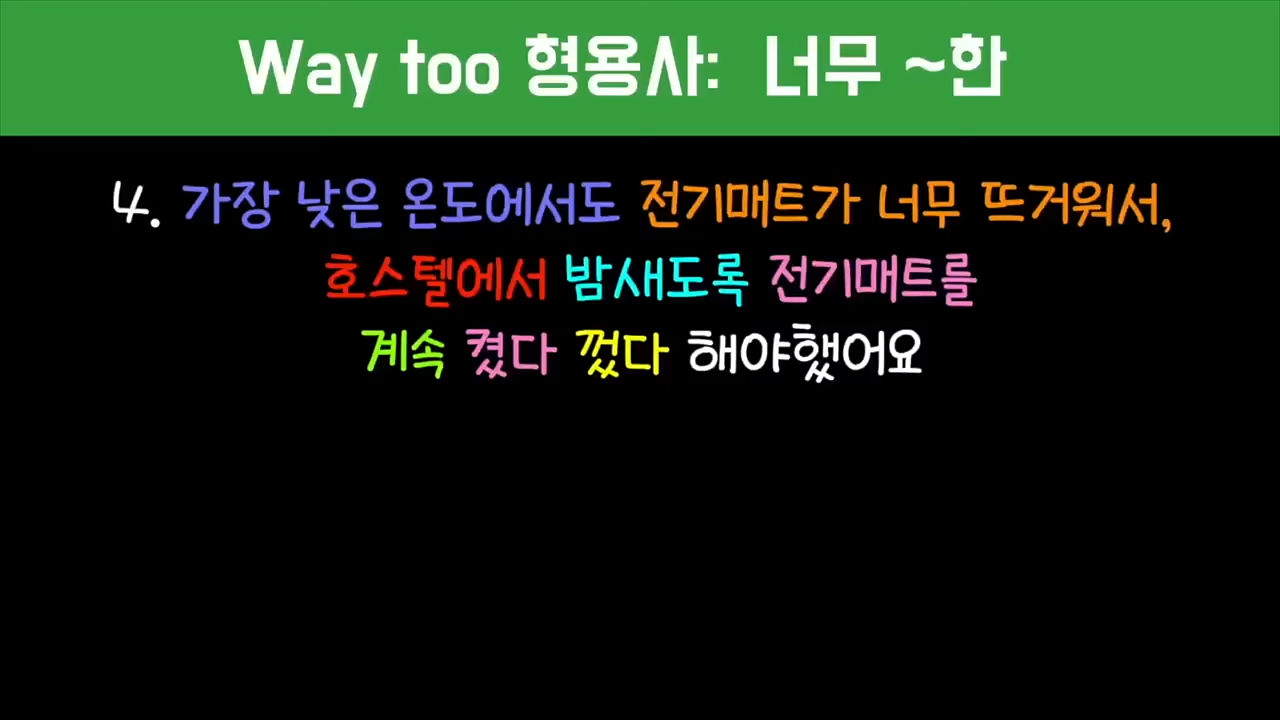 Way too 형용사: 너무 ~한
4. 가장 낮은 온도에서도 전기매트가 너무 뜨거워서,
호스텔에서 밤새도록 전기매트를
계속 켰다 껐다 해야했어요